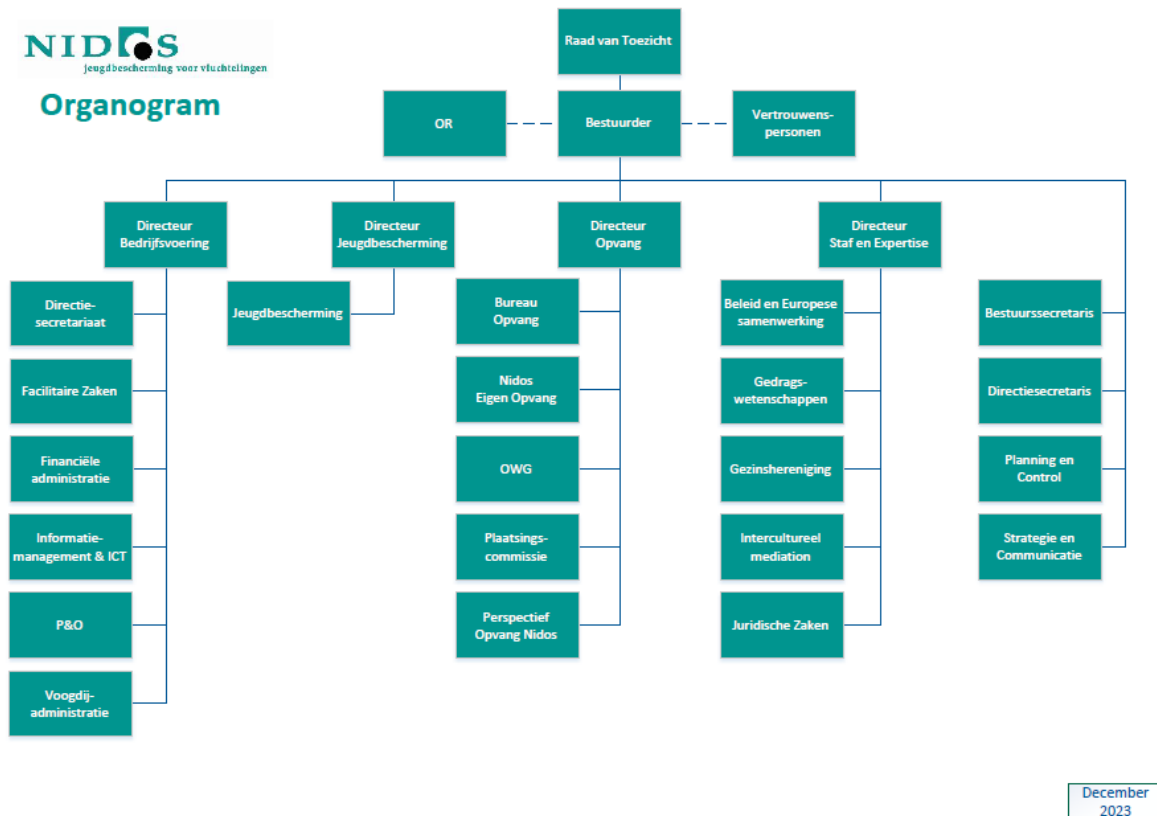 NIDOS
jeugdbescherming voor vluchtelingen
Organogram
Raad van Toezicht
OR
Bestuurder
Vertrouwens-
personen
Directeur
Bedrijfsvoering
Directeur
Jeugdbescherming
Directeur
Opvang
Directeur
Staf en Expertise
Directie-
secretariaat
Facilitaire Zaken
Financiële
administratie
Informatie-
management & ICT
P&O
Voogdij-
administratie
Jeugdbescherming
Bureau
Opvang
Nidos
Eigen Opvang
OWG
Plaatsings-
commissie
Perspectief
Opvang Nidos
Beleid en Europese
samenwerking
Gedrags-
wetenschappen
Gezinshereniging
Intercultureel
mediation
Juridische Zaken
Bestuurssecretaris
Directiesecretaris
Planning en
Control
Strategie en
Communicatie
December
2023